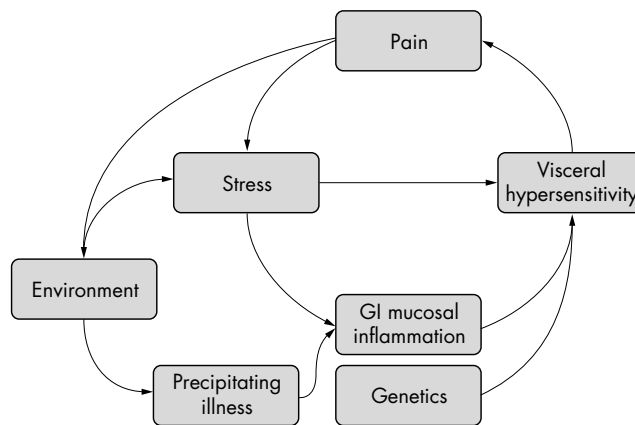 Pain
Stress
Visceral
hypersensitivity
Environment
GI mucosal
inflammation
Precipitating
illness
Genetics